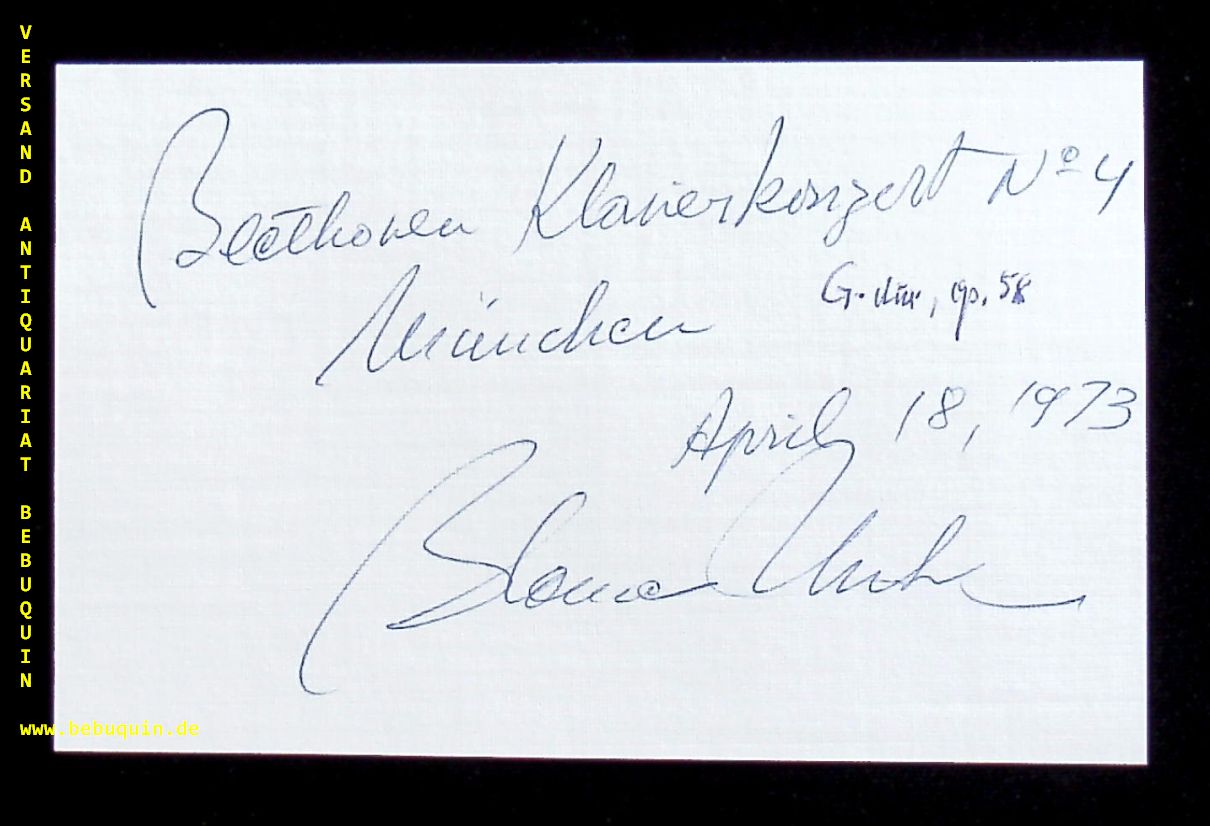 VERSAND ANTIQUARIAT BEBUQUIN
Beethoven Klavierkonzert Nº 4
G-dur, op. 58
München
April 18, 1973
www.bebuquin.de